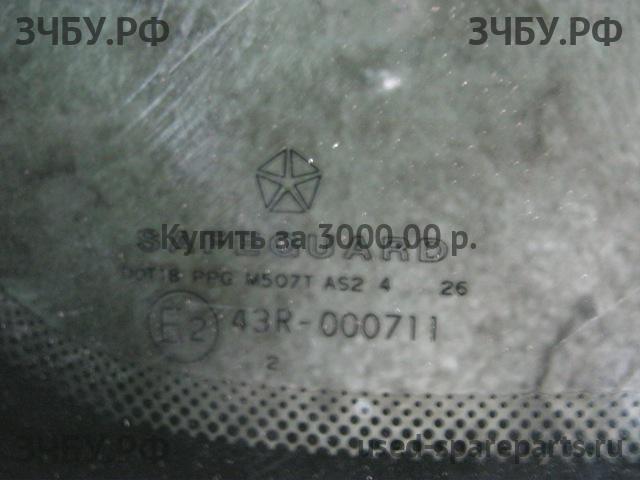 ЗЧБУ.РФ ЗЧБУ.РФ
SAFEGUARD
Купить за 3000.00 р.
DOT18 PPG M507T AS2 4 26
E2 43R-000711
2
ЗЧБУ.РФ used-spareparts.ru